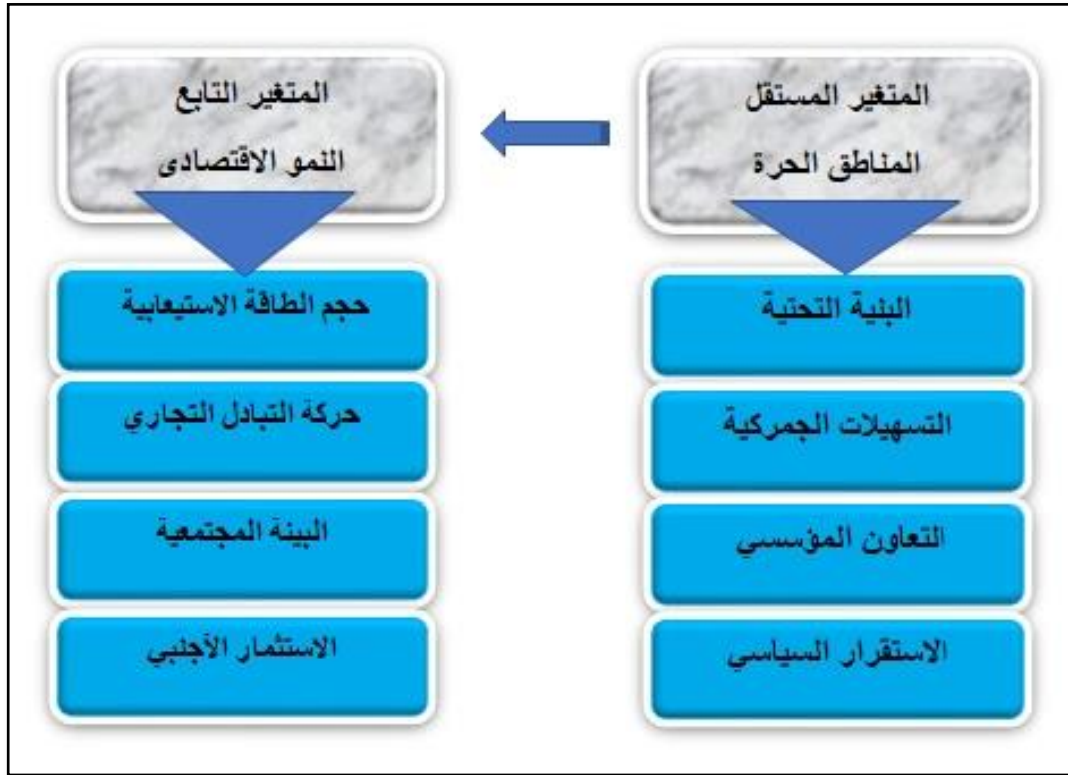 المتغير المستقل
المناطق الحرة
البنية التحتية
التسهيلات الجمركية
التعاون المؤسسي
الاستقرار السياسي
المتغير التابع
النمو الاقتصادى
حجم الطاقة الاستيعابية
حركة التبادل التجاري
البيئة المجتمعية
الاستثمار الأجنبي